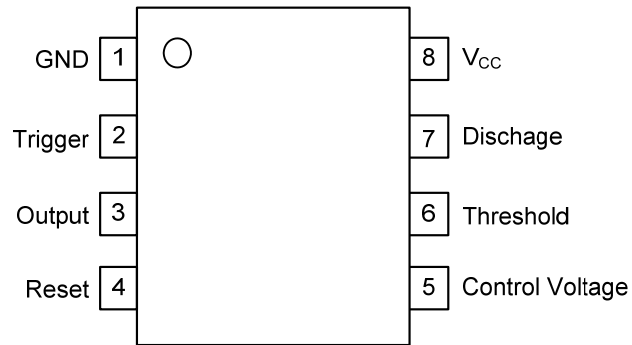 GND 1 8 VCC
Trigger 2 7 Dischage
Output 3 6 Threshold
Reset 4 5 Control Voltage